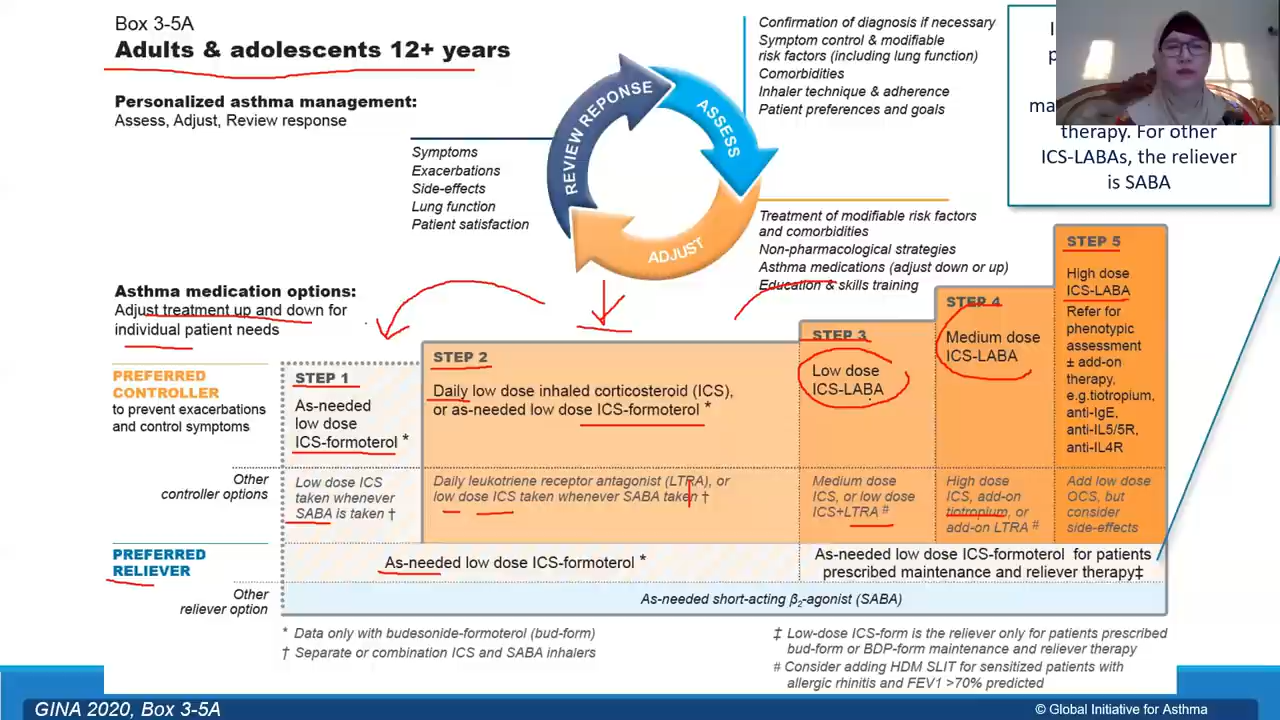 Box 3-5A
Adults & adolescents 12+ years
Personalized asthma management:
Assess, Adjust, Review response
Symptoms
Exacerbations
Side-effects
Lung function
Patient satisfaction
REVIEW REPONSE
ASSESS
ADJUST
Confirmation of diagnosis if necessary
Symptom control & modifiable
risk factors (including lung function)
Comorbidities
Inhaler technique & adherence
Patient preferences and goals
therapy. For other
ICS-LABAs, the reliever
is SABA
Treatment of modifiable risk factors
and comorbidities
Non-pharmacological strategies
Asthma medications (adjust down or up)
Education & skills training
Asthma medication options:
Adjust treatment up and down for
individual patient needs
PREFERRED
CONTROLLER
to prevent exacerbations
and control symptoms
STEP 1
As-needed
low dose
ICS-formoterol *
STEP 2
Daily low dose inhaled corticosteroid (ICS),
or as-needed low dose ICS-formoterol *
STEP 3
Low dose
ICS-LABA
STEP 4
Medium dose
ICS-LABA
STEP 5
High dose
ICS-LABA
Refer for
phenotypic
assessment
± add-on
therapy,
e.g.tiotropium,
anti-IgE,
anti-IL5/5R,
anti-IL4R
Other
controller options
Low dose ICS
taken whenever
SABA is taken †
Daily leukotriene receptor antagonist (LTRA), or
low dose ICS taken whenever SABA taken †
Medium dose
ICS, or low dose
ICS+LTRA #
High dose
ICS, add-on
tiotropium, or
add-on LTRA #
Add low dose
OCS, but
consider
side-effects
PREFERRED
RELIEVER
As-needed low dose ICS-formoterol *
As-needed low dose ICS-formoterol for patients
prescribed maintenance and reliever therapy‡
Other
reliever option
As-needed short-acting β2-agonist (SABA)
* Data only with budesonide-formoterol (bud-form)
† Separate or combination ICS and SABA inhalers
‡ Low-dose ICS-form is the reliever only for patients prescribed
bud-form or BDP-form maintenance and reliever therapy
# Consider adding HDM SLIT for sensitized patients with
allergic rhinitis and FEV1 >70% predicted
GINA 2020, Box 3-5A
© Global Initiative for Asthma